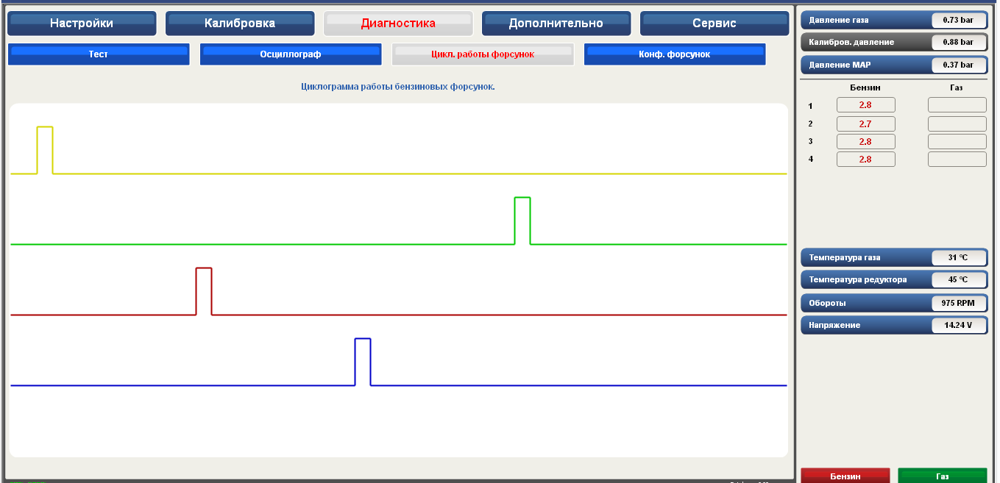 Настройки Калибровка Диагностика Дополнительно Сервис
Тест Осциллограф Цикл. работы форсунок Конф. форсунок
Циклограмма работы бензиновых форсунок.
Давление газа 0.73 bar
Калибров. давление 0.88 bar
Давление MAP 0.37 bar
Бензин Газ
1 2.8
2 2.7
3 2.8
4 2.8
Температура газа 31 °C
Температура редуктора 45 °C
Обороты 975 RPM
Напряжение 14.24 V
Бензин Газ